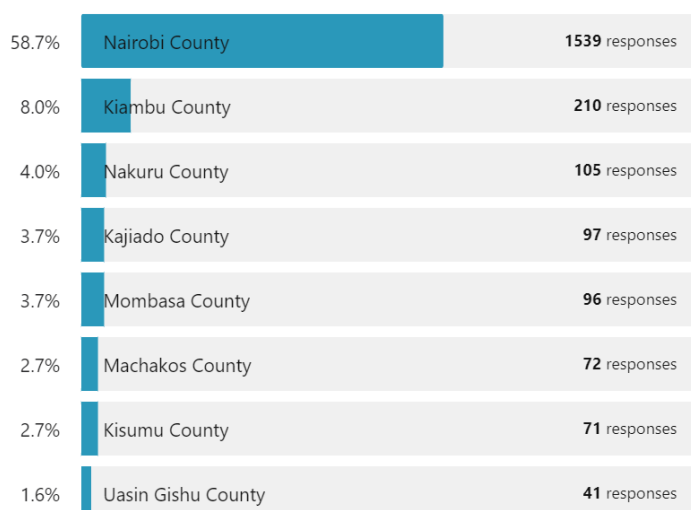 58.7% Nairobi County 1539 responses
8.0% Kiambu County 210 responses
4.0% Nakuru County 105 responses
3.7% Kajiado County 97 responses
3.7% Mombasa County 96 responses
2.7% Machakos County 72 responses
2.7% Kisumu County 71 responses
1.6% Uasin Gishu County 41 responses